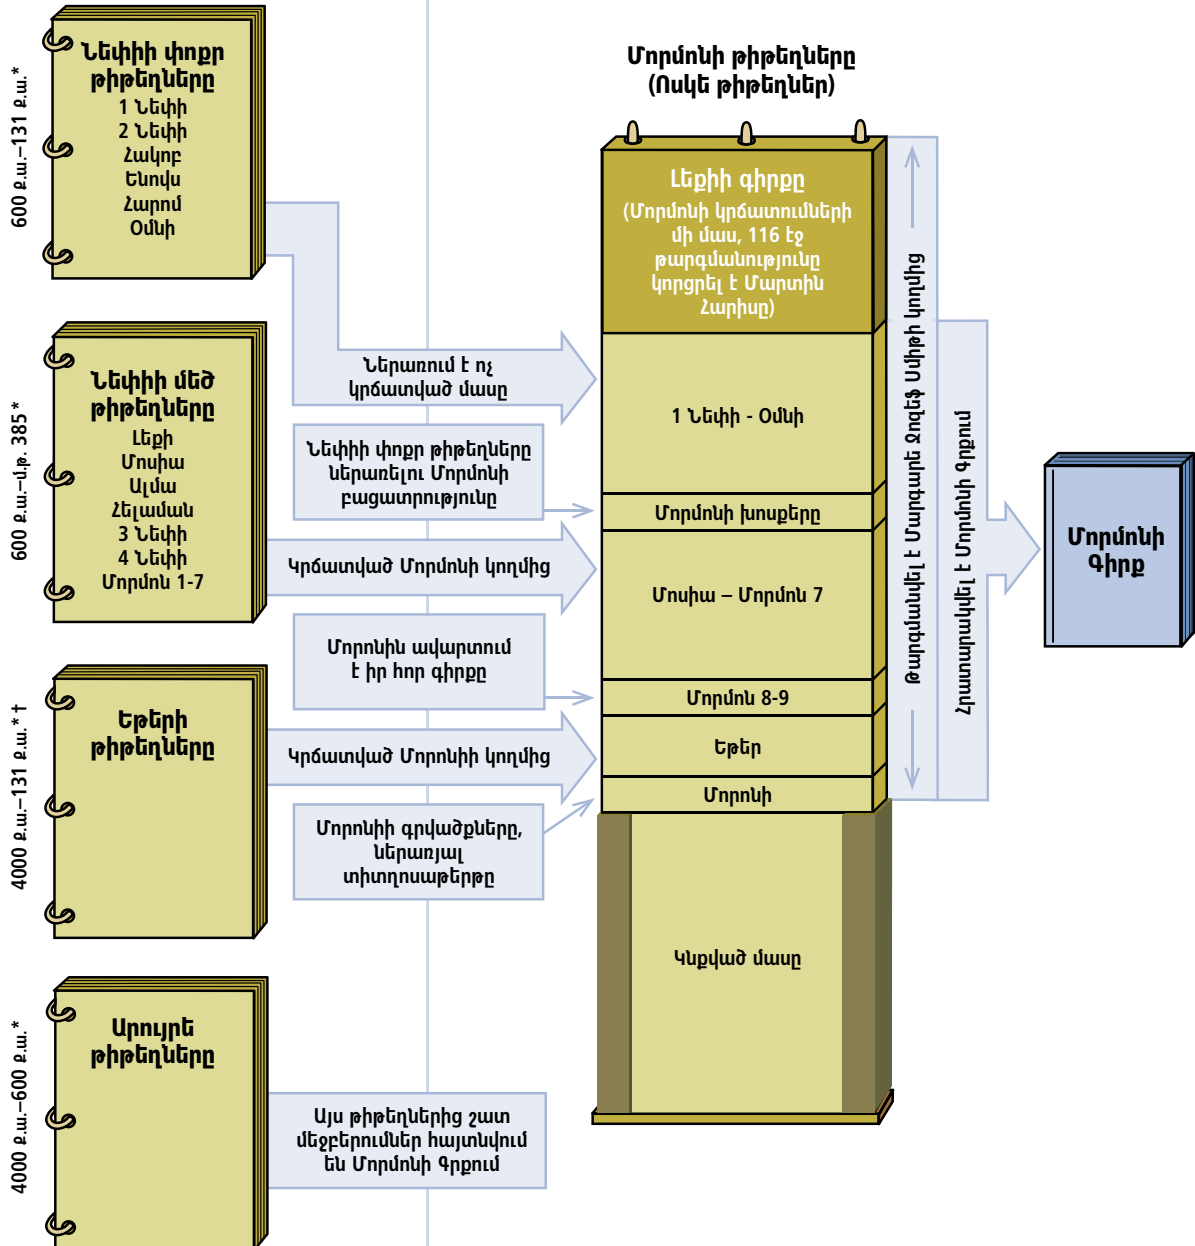 600 Ք.ա.–131 Ք.ա.*
Նեփիի փոքր
թիթեղները
1 Նեփի
2 Նեփի
Հակոբ
Ենովս
Հարոմ
Օմնի
600 Ք.ա.–մ.թ. 385*
Նեփիի մեծ
թիթեղները
Լեքի
Մոսիա
Ալմա
Հելաման
3 Նեփի
4 Նեփի
Մորմոն 1-7
4000 Ք.ա.–131 Ք.ա.*†
Եթերի
թիթեղները
4000 Ք.ա.–600 Ք.ա.*
Արույրե
թիթեղները
Ներառում է ոչ
կրճատված մասը
Նեփիի փոքր թիթեղները
ներառելու Մորմոնի
բացատրությունը
Կրճատված Մորմոնի կողմից
Մորոնին ավարտում
է իր հոր գիրքը
Կրճատված Մորոնիի կողմից
Մորոնիի գրվածքները,
ներառյալ
տիտղոսաթերթը
Այս թիթեղներից շատ
մեջբերումներ հայտնվում
են Մորմոնի Գրքում
Մորմոնի թիթեղները
(Ոսկե թիթեղներ)
Լեքիի գիրքը
(Մորմոնի կրճատումների
մի մաս, 116 էջ
թարգմանությունը
կորցրել է Մարտին
Հարիսը)
1 Նեփի - Օմնի
Մորմոնի խոսքերը
Մոսիա – Մորմոն 7
Մորմոն 8-9
Եթեր
Մորոնի
Կնքված մասը
Թարգմանվել է Մարգարե Ջոզեֆ Սմիթի կողմից
Հրատարակվել է Մորմոնի Գրքում
Մորմոնի
Գիրք